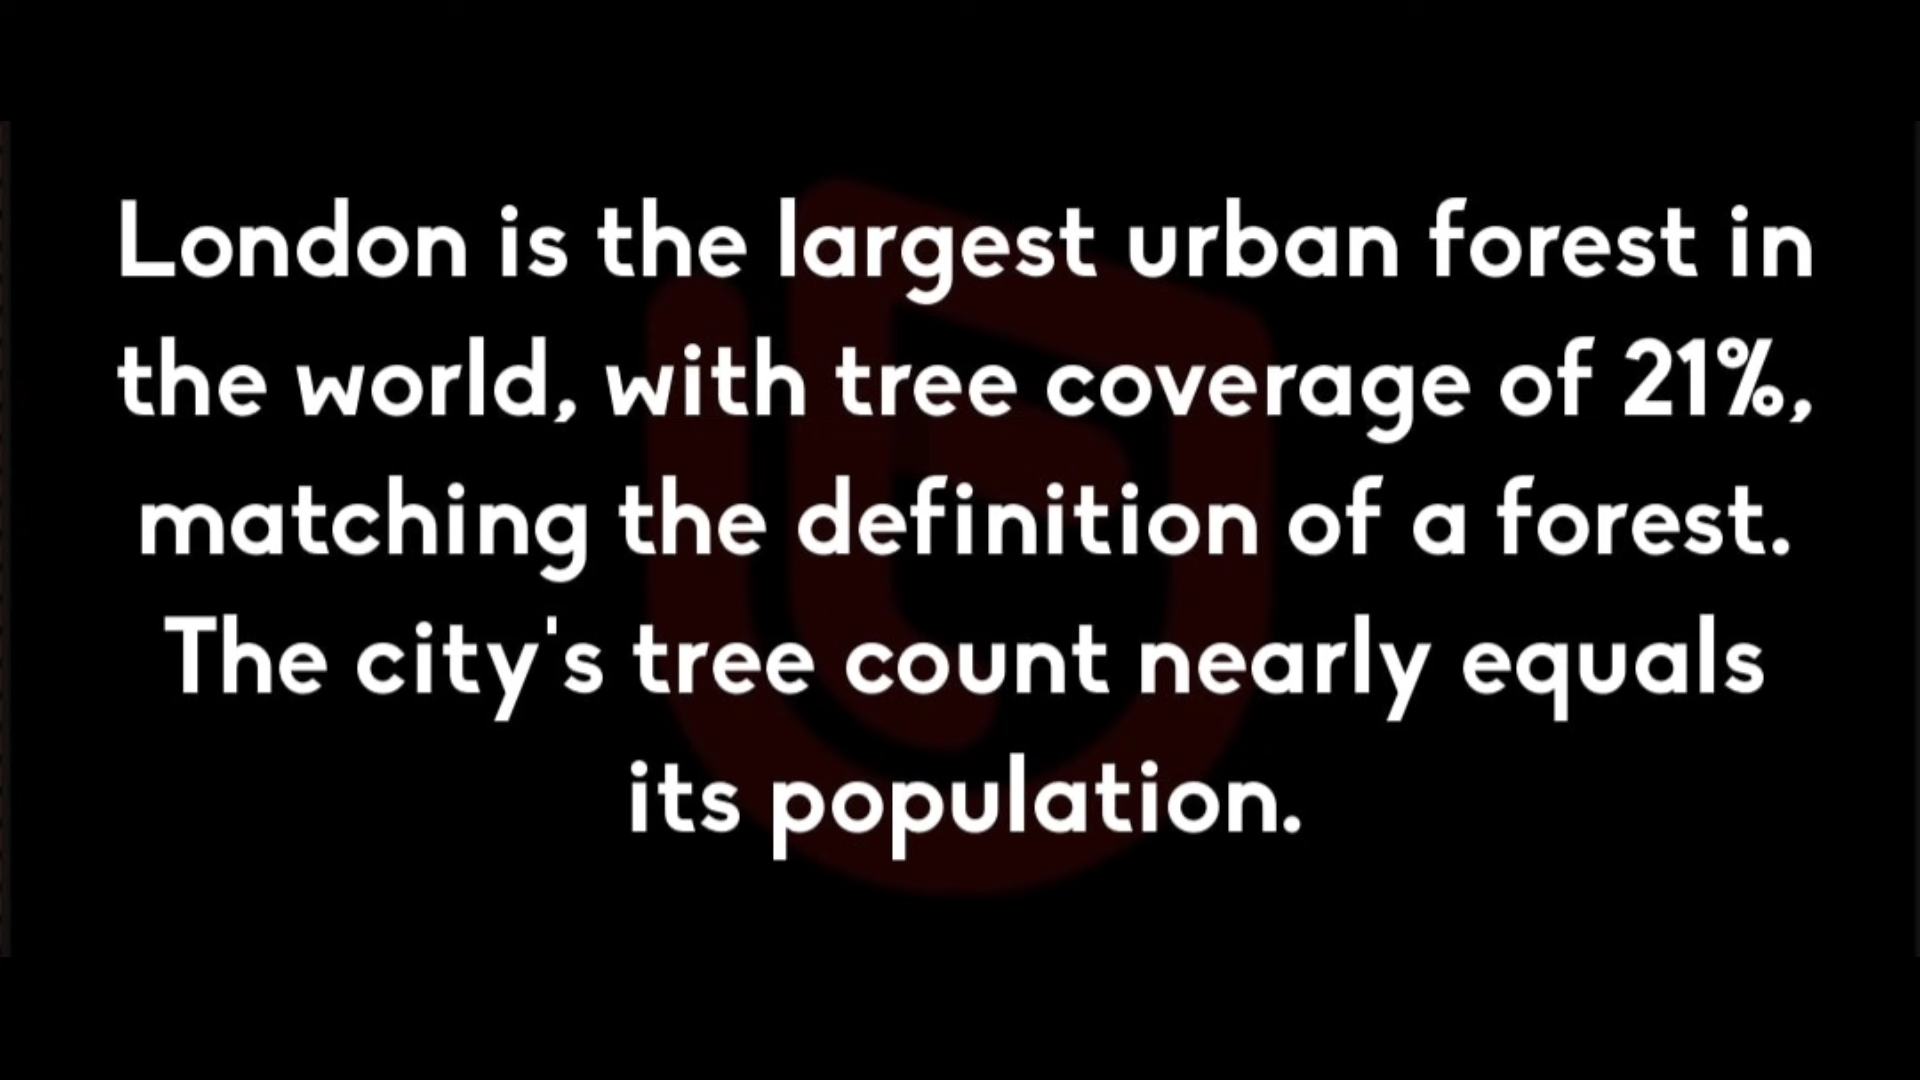 London is the largest urban forest in
the world, with tree coverage of 21%,
matching the definition of a forest.
The city's tree count nearly equals
its population.